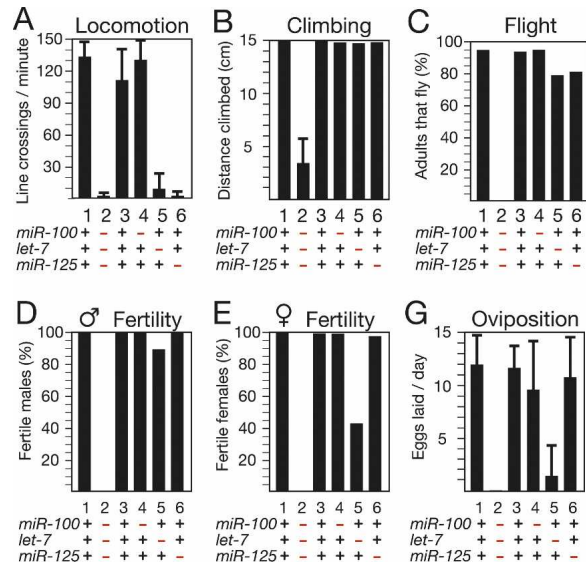 A Locomotion
Line crossings / minute
150
120
90
60
30
1 2 3 4 5 6
miR-100 + − + − + +
let-7 + − + + − +
miR-125 + − + + + −
B Climbing
Distance climbed (cm)
15
10
5
1 2 3 4 5 6
miR-100 + − + − + +
let-7 + − + + − +
miR-125 + − + + + −
C Flight
Adults that fly (%)
100
80
60
40
20
1 2 3 4 5 6
miR-100 + − + − + +
let-7 + − + + − +
miR-125 + − + + + −
D ♂ Fertility
Fertile males (%)
100
80
60
40
20
1 2 3 4 5 6
miR-100 + − + − + +
let-7 + − + + − +
miR-125 + − + + + −
E ♀ Fertility
Fertile females (%)
100
80
60
40
20
1 2 3 4 5 6
miR-100 + − + − + +
let-7 + − + + − +
miR-125 + − + + + −
G Oviposition
Eggs laid / day
15
10
5
1 2 3 4 5 6
miR-100 + − + − + +
let-7 + − + + − +
miR-125 + − + + + −